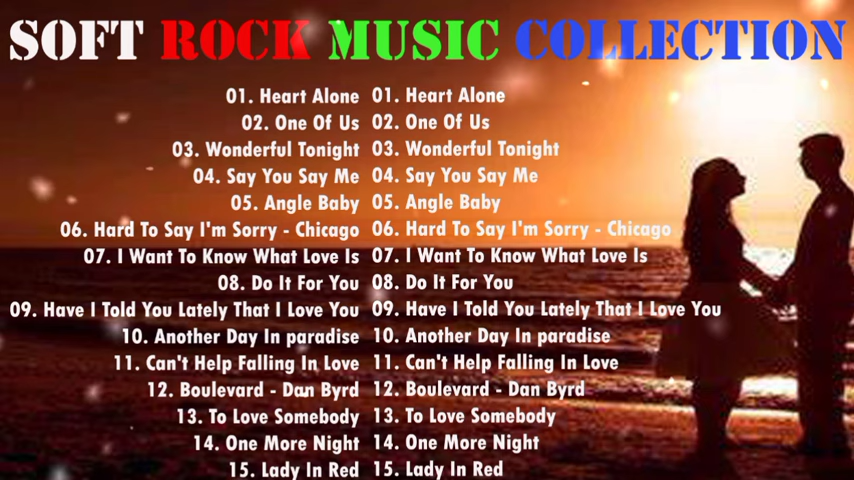 SOFT ROCK MUSIC COLLECTION
01. Heart Alone 01. Heart Alone
02. One Of Us 02. One Of Us
03. Wonderful Tonight 03. Wonderful Tonight
04. Say You Say Me 04. Say You Say Me
05. Angle Baby 05. Angle Baby
06. Hard To Say I'm Sorry - Chicago 06. Hard To Say I'm Sorry - Chicago
07. I Want To Know What Love Is 07. I Want To Know What Love Is
08. Do It For You 08. Do It For You
09. Have I Told You Lately That I Love You 09. Have I Told You Lately That I Love You
10. Another Day In paradise 10. Another Day In paradise
11. Can't Help Falling In Love 11. Can't Help Falling In Love
12. Boulevard - Dan Byrd 12. Boulevard - Dan Byrd
13. To Love Somebody 13. To Love Somebody
14. One More Night 14. One More Night
15. Lady In Red 15. Lady In Red